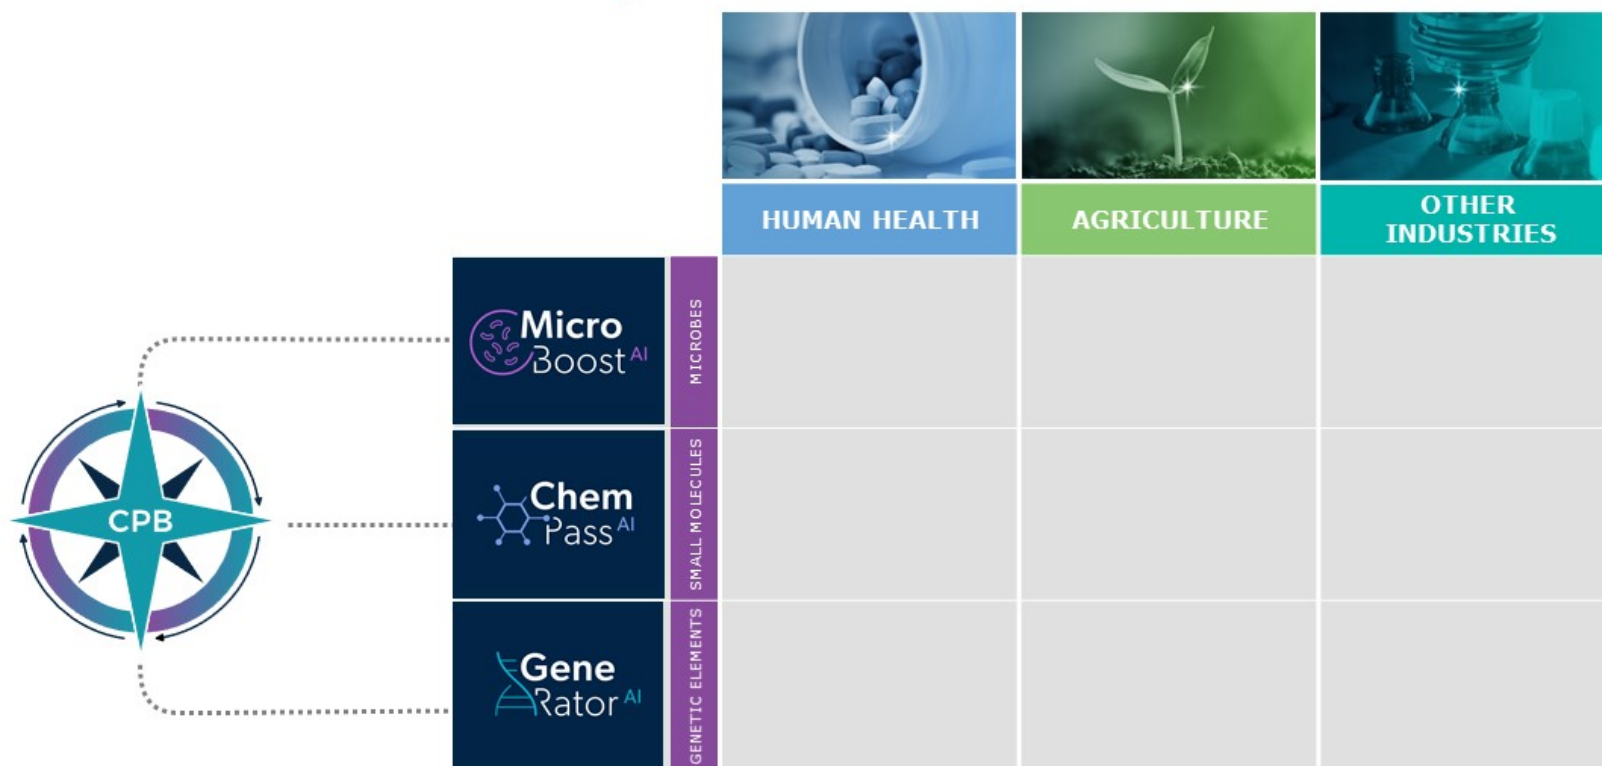 HUMAN HEALTH
AGRICULTURE
OTHER
INDUSTRIES
Micro
Boost AI
MICROBES
CPB
Chem
Pass AI
SMALL MOLECULES
Gene
Rator AI
GENETIC ELEMENTS